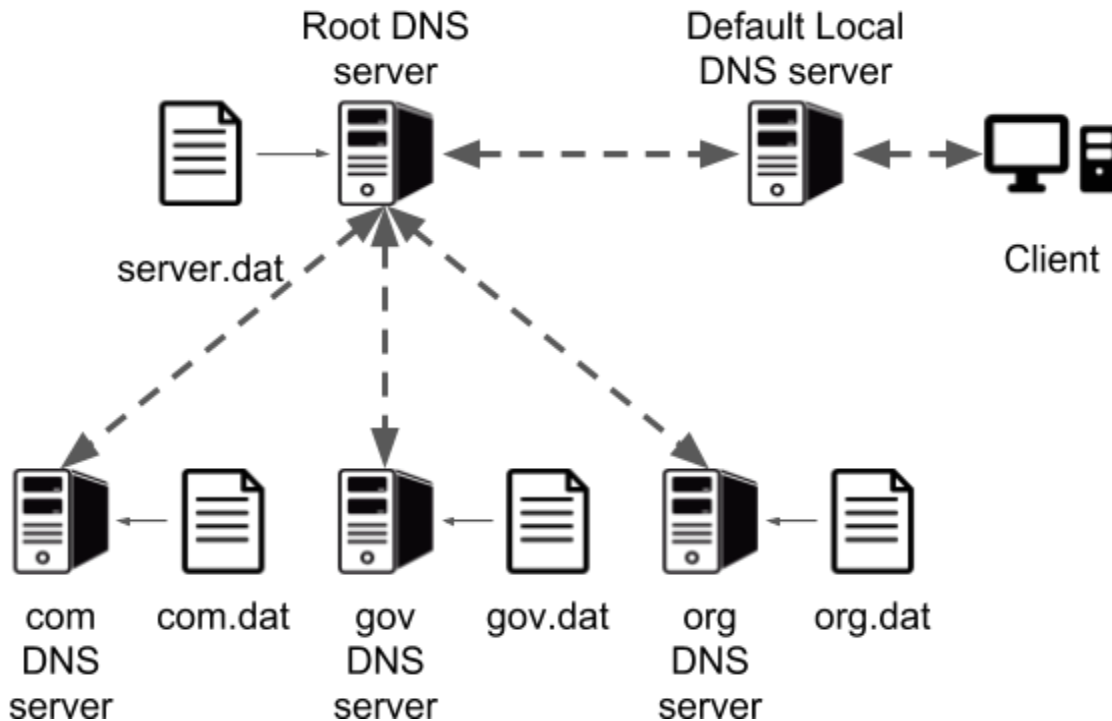 Root DNS
server
Default Local
DNS server
server.dat
Client
com
DNS
server
com.dat
gov
DNS
server
gov.dat
org
DNS
server
org.dat